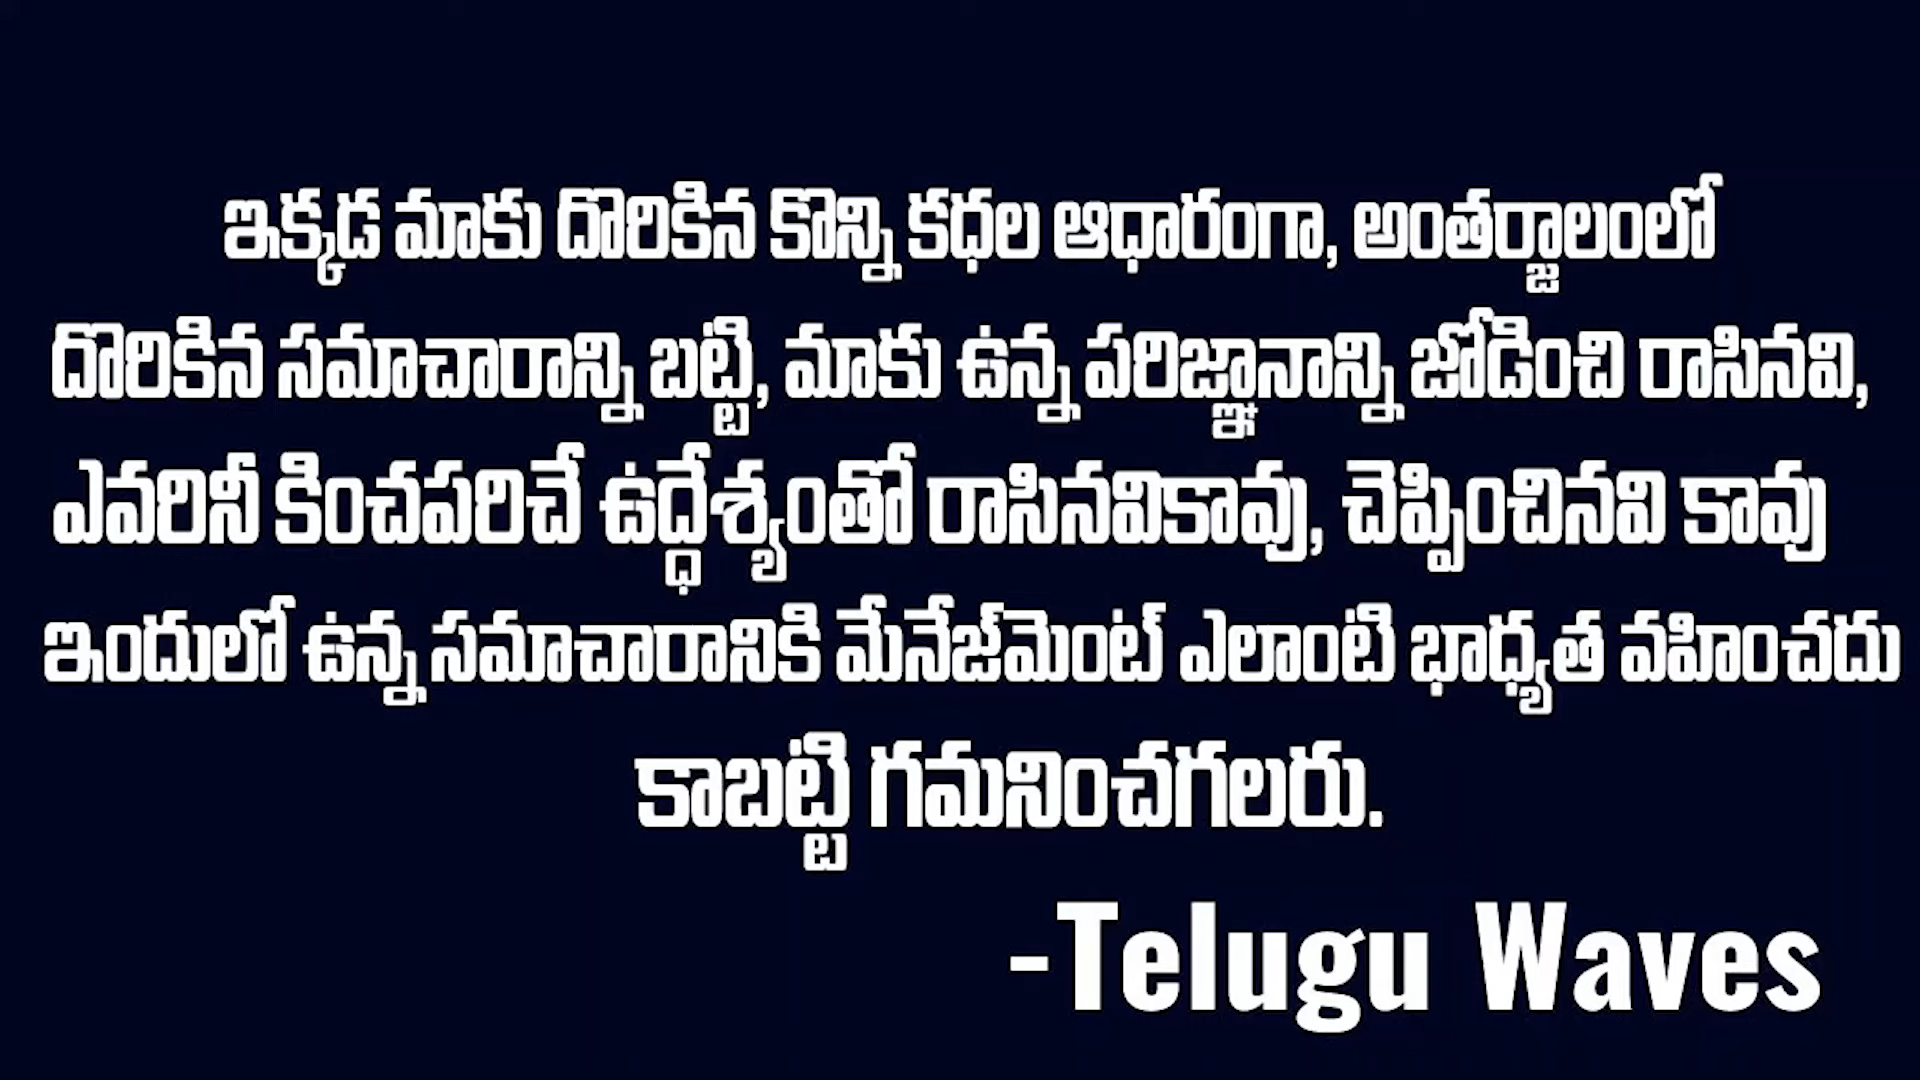 ఇక్కడ మాకు దొరికిన కొన్ని కధల ఆధారంగా, అంతర్జాలంలో
దొరికిన సమాచారాన్ని బట్టి, మాకు ఉన్న పరిజ్ఞానాన్ని జోడించి రాసినవి,
ఎవరినీ కించపరిచే ఉద్ధేశ్యంతో రాసినవికావు, చెప్పించినవి కావు
ఇందులో ఉన్న సమాచారానికి మేనేజ్‌మెంట్ ఎలాంటి భాధ్యత వహించదు
కాబట్టి గమనించగలరు.
-Telugu Waves